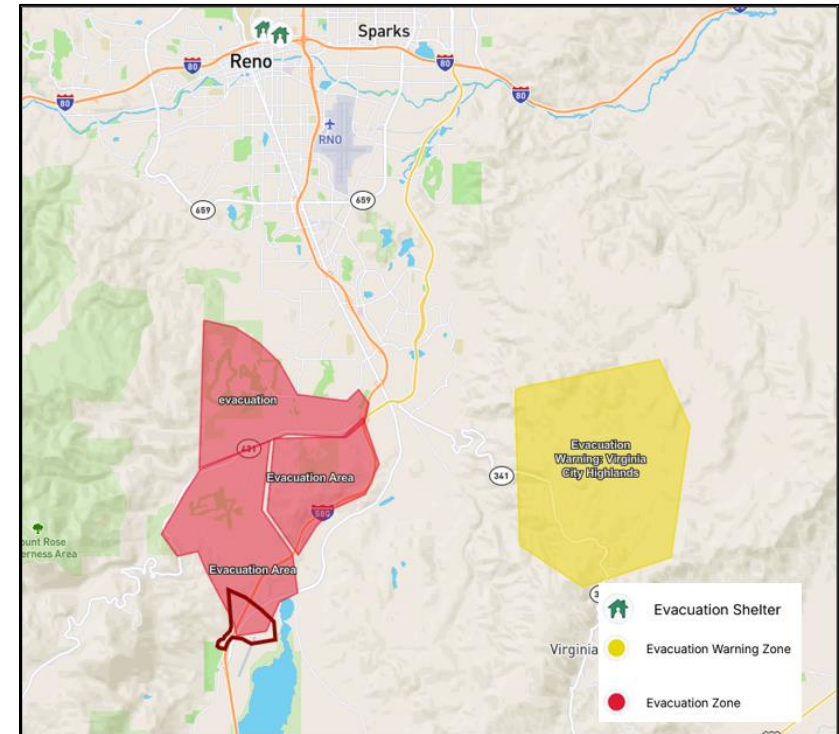 Sparks
Reno
80
80
80
80
RNO
659
659
evacuation
431
Evacuation Area
580
Evacuation
Warning: Virginia
City Highlands
341
ount Rose
erness Area
Evacuation Area
Virginia
Evacuation Shelter
Evacuation Warning Zone
Evacuation Zone